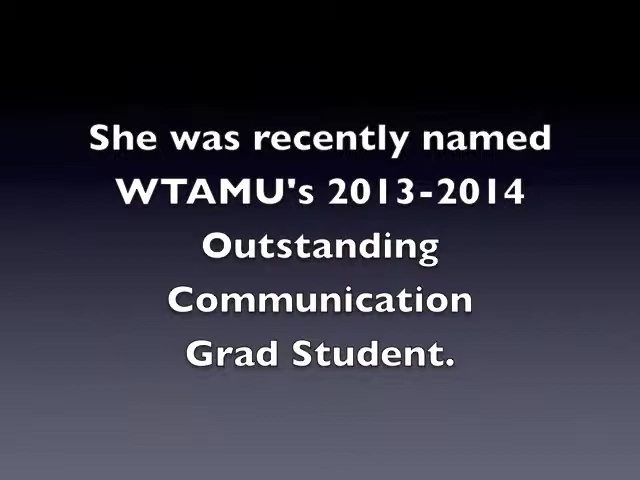 She was recently named
WTAMU's 2013-2014
Outstanding
Communication
Grad Student.